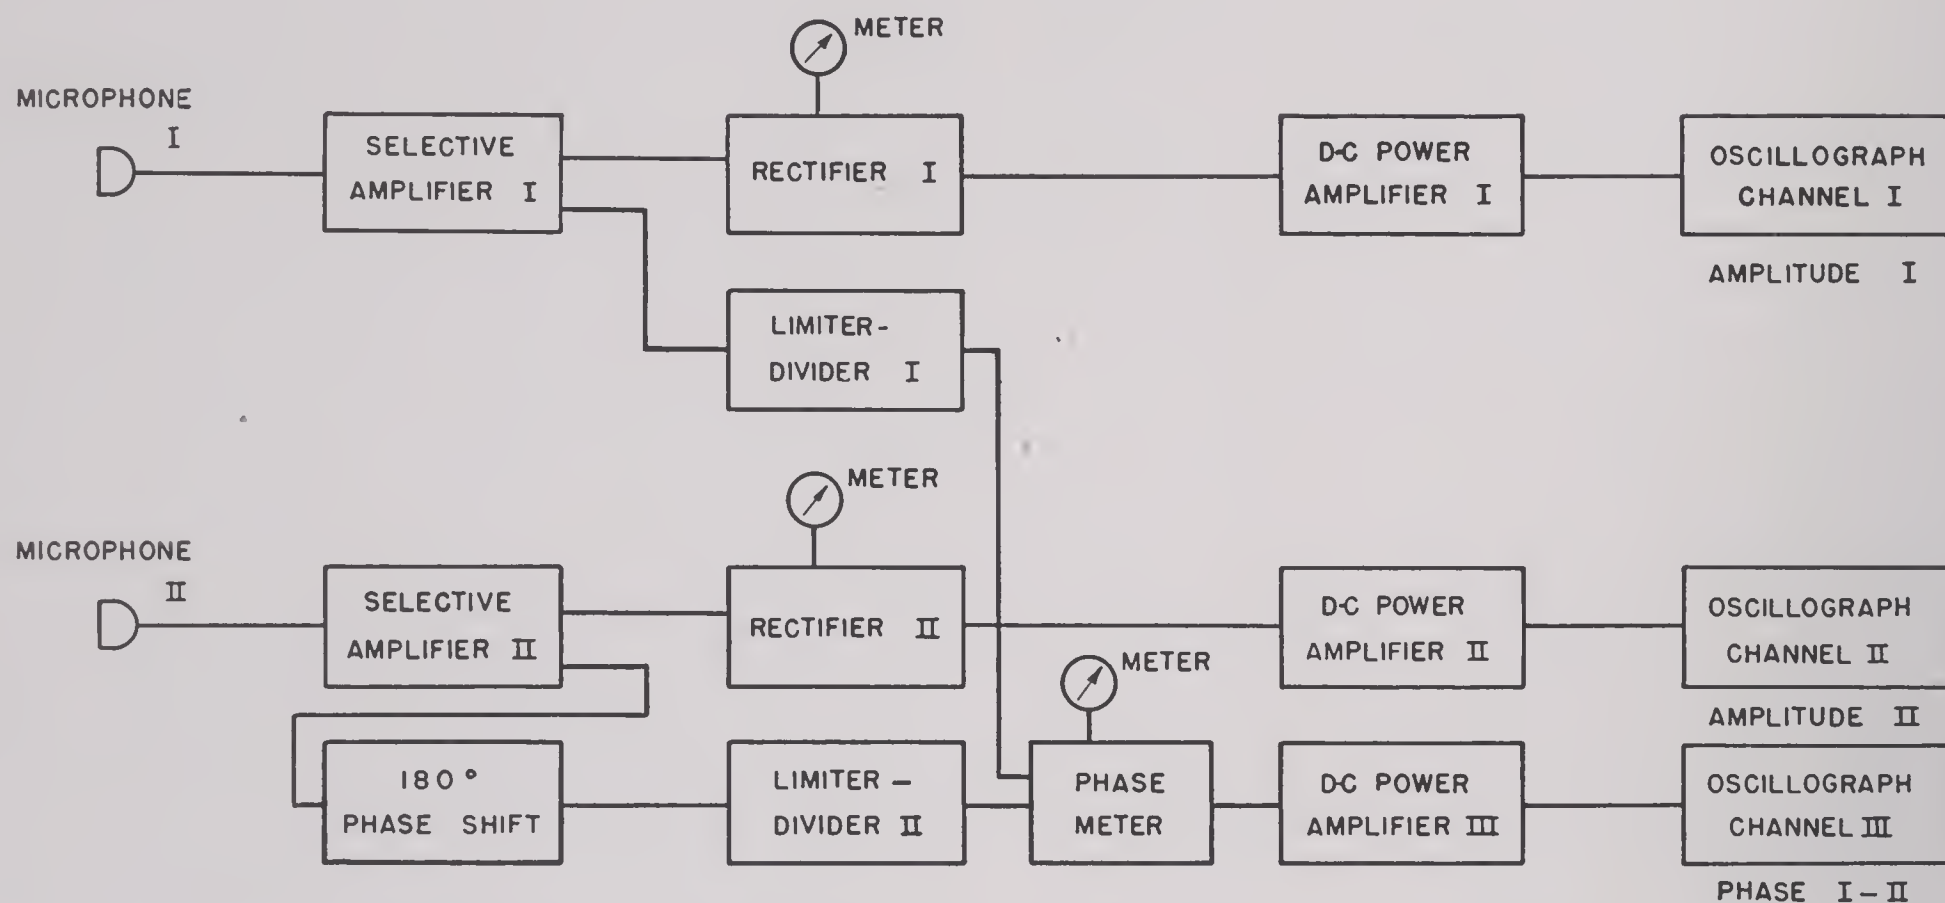 METER
MICROPHONE
I
SELECTIVE
AMPLIFIER I
RECTIFIER I
D-C POWER
AMPLIFIER I
OSCILLOGRAPH
CHANNEL I
AMPLITUDE I
LIMITER-
DIVIDER I
METER
MICROPHONE
II
SELECTIVE
AMPLIFIER II
RECTIFIER II
METER
D-C POWER
AMPLIFIER II
OSCILLOGRAPH
CHANNEL II
AMPLITUDE II
180°
PHASE SHIFT
LIMITER –
DIVIDER II
PHASE
METER
D-C POWER
AMPLIFIER III
OSCILLOGRAPH
CHANNEL III
PHASE I – II